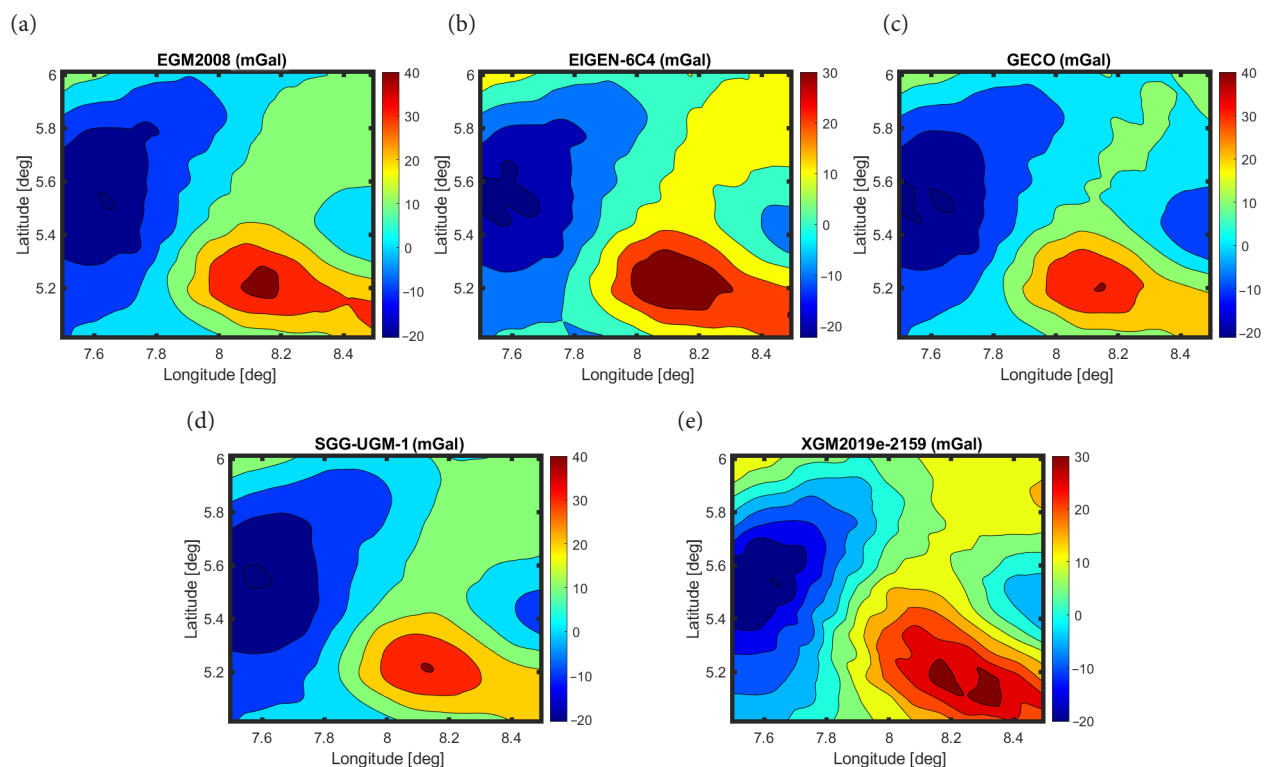 (a)
EGM2008 (mGal)
6
5.8
5.6
5.4
5.2
Latitude [deg]
7.6 7.8 8 8.2 8.4
Longitude [deg]
40
30
20
10
0
−10
−20
(b)
EIGEN-6C4 (mGal)
6
5.8
5.6
5.4
5.2
Latitude [deg]
7.6 7.8 8 8.2 8.4
Longitude [deg]
30
20
10
0
−10
−20
(c)
GECO (mGal)
6
5.8
5.6
5.4
5.2
Latitude [deg]
7.6 7.8 8 8.2 8.4
Longitude [deg]
40
30
20
10
0
−10
−20
(d)
SGG-UGM-1 (mGal)
6
5.8
5.6
5.4
5.2
Latitude [deg]
7.6 7.8 8 8.2 8.4
Longitude [deg]
40
30
20
10
0
−10
−20
(e)
XGM2019e-2159 (mGal)
6
5.8
5.6
5.4
5.2
Latitude [deg]
7.6 7.8 8 8.2 8.4
Longitude [deg]
30
20
10
0
−10
−20